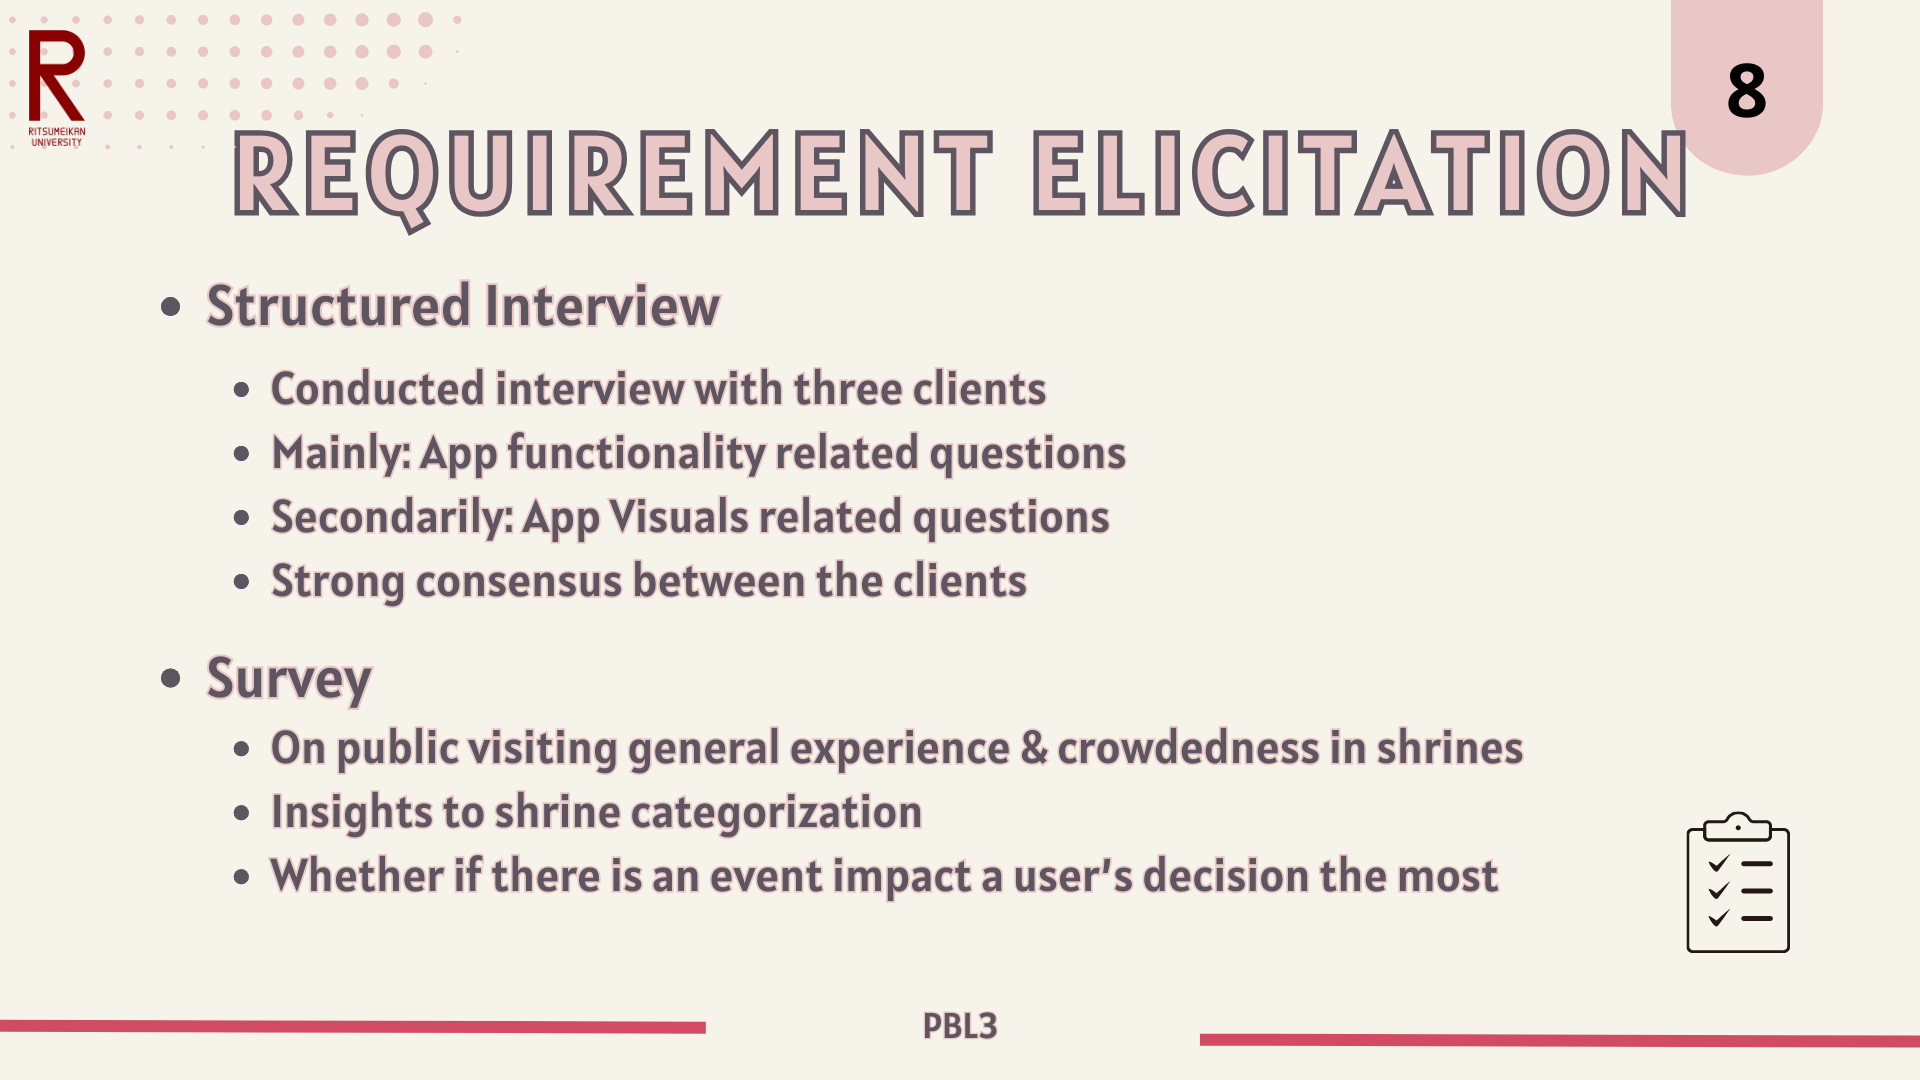 RITSUMEIKAN
UNIVERSITY
8
REQUIREMENT ELICITATION
• Structured Interview
• Conducted interview with three clients
• Mainly: App functionality related questions
• Secondarily: App Visuals related questions
• Strong consensus between the clients
• Survey
• On public visiting general experience & crowdedness in shrines
• Insights to shrine categorization
• Whether if there is an event impact a user's decision the most
PBL3